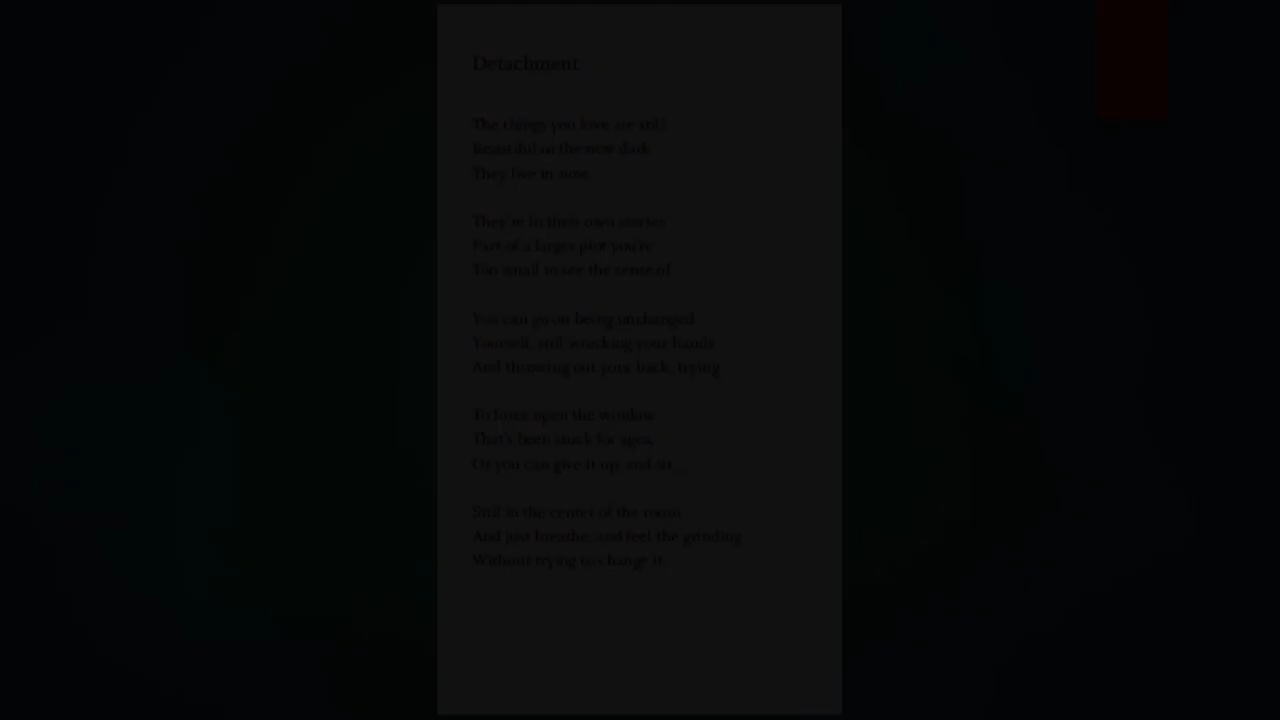 Detachment
The things you love are still
Beautiful in the new dark
They live in now.
They're in their own stories
Part of a larger plot you're
Too small to see the sense of
You can go on being unchanged
Yourself, still wrecking your hands
And throwing out your back, trying
To force open the window
That's been stuck for ages,
Or you can give it up, and sit
Still in the center of the room
And just breathe, and feel the grinding
Without trying to change it.